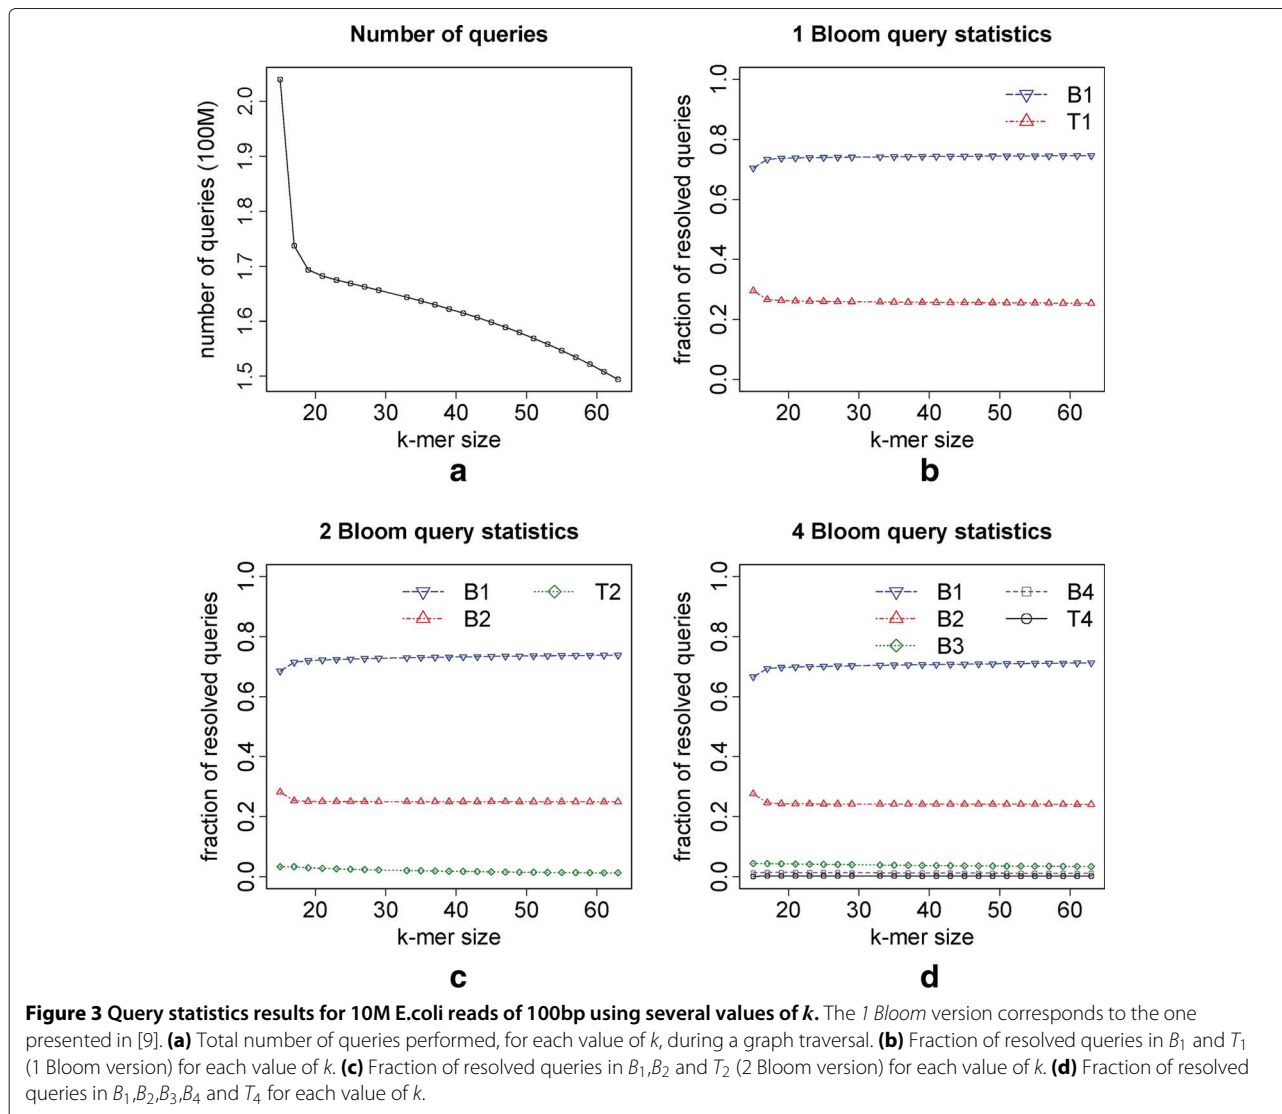 Number of queries
number of queries (100M)
2.0
1.9
1.8
1.7
1.6
1.5
20 30 40 50 60
k-mer size
a
1 Bloom query statistics
fraction of resolved queries
1.0
0.8
0.6
0.4
0.2
0.0
B1
T1
20 30 40 50 60
k-mer size
b
2 Bloom query statistics
fraction of resolved queries
1.0
0.8
0.6
0.4
0.2
0.0
B1 T2
B2
20 30 40 50 60
k-mer size
c
4 Bloom query statistics
fraction of resolved queries
1.0
0.8
0.6
0.4
0.2
0.0
B1 B4
B2 T4
B3
20 30 40 50 60
k-mer size
d
Figure 3 Query statistics results for 10M E.coli reads of 100bp using several values of k. The 1 Bloom version corresponds to the one
presented in [9]. (a) Total number of queries performed, for each value of k, during a graph traversal. (b) Fraction of resolved queries in B1 and T1
(1 Bloom version) for each value of k. (c) Fraction of resolved queries in B1,B2 and T2 (2 Bloom version) for each value of k. (d) Fraction of resolved
queries in B1,B2,B3,B4 and T4 for each value of k.